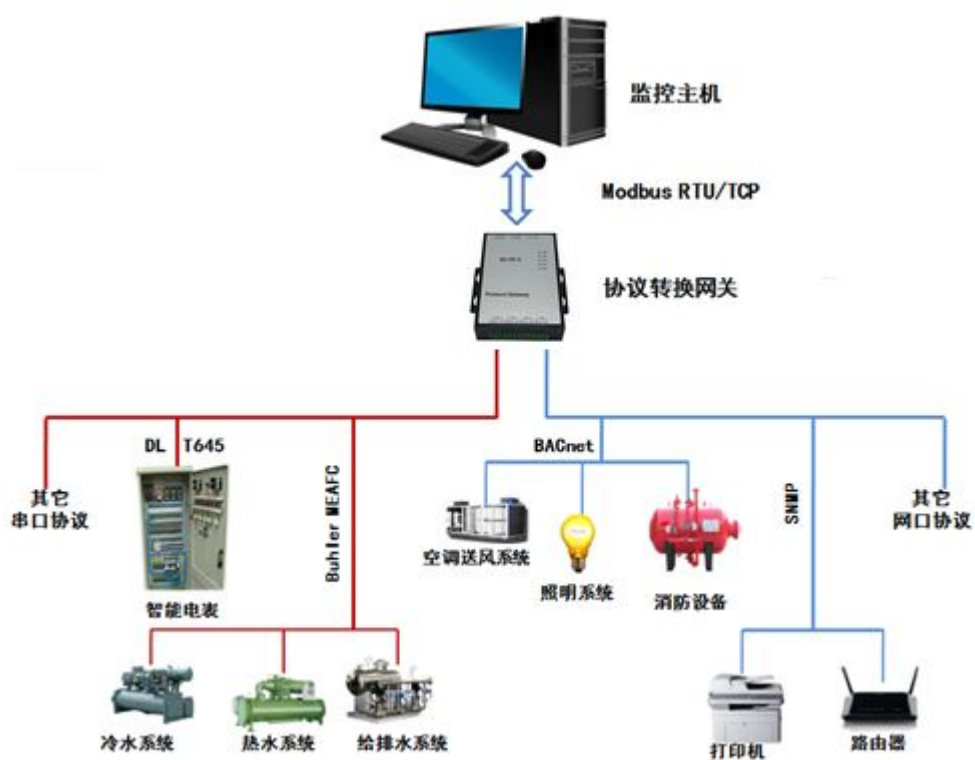 监控主机
Modbus RTU/TCP
协议转换网关
DL T645
BACnet
其它
串口协议
Buhler MEAFC
SNMP
其它
网口协议
智能电表
空调送风系统
照明系统
消防设备
冷水系统
热水系统
给排水系统
打印机
路由器